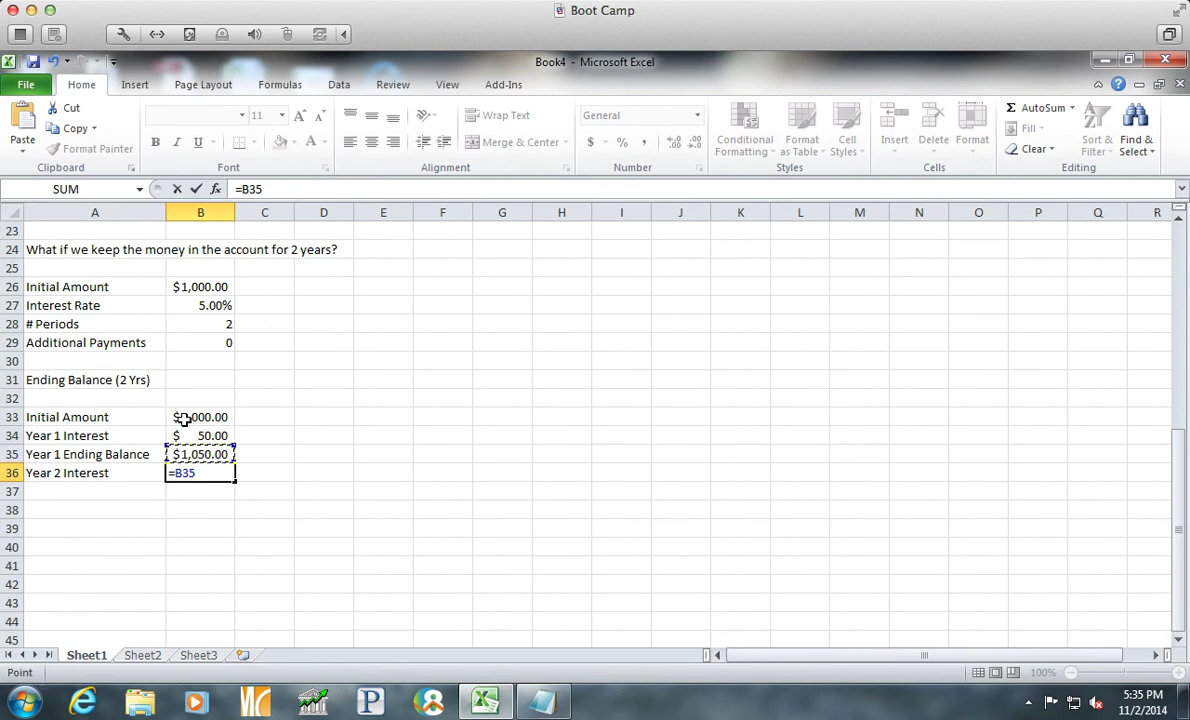 Boot Camp
Book4 - Microsoft Excel
File Home Insert Page Layout Formulas Data Review View Add-Ins
Paste Cut Copy Format Painter Clipboard
11 A A B I U A Font
Wrap Text Merge & Center Alignment
General $ % , Number
Conditional Formatting Format as Table Cell Styles Styles
Insert Delete Format Cells
Σ AutoSum Fill Clear Sort & Filter Find & Select Editing
SUM fx =B35
A B C D E F G H I J K L M N O P Q R
23
24 What if we keep the money in the account for 2 years?
25
26 Initial Amount $1,000.00
27 Interest Rate 5.00%
28 # Periods 2
29 Additional Payments 0
30
31 Ending Balance (2 Yrs)
32
33 Initial Amount
34 Year 1 Interest $ 50.00
35 Year 1 Ending Balance $1,050.00
36 Year 2 Interest =B35
37
38
39
40
41
42
43
44
45
Sheet1 Sheet2 Sheet3
Point 100%
5:35 PM
11/2/2014